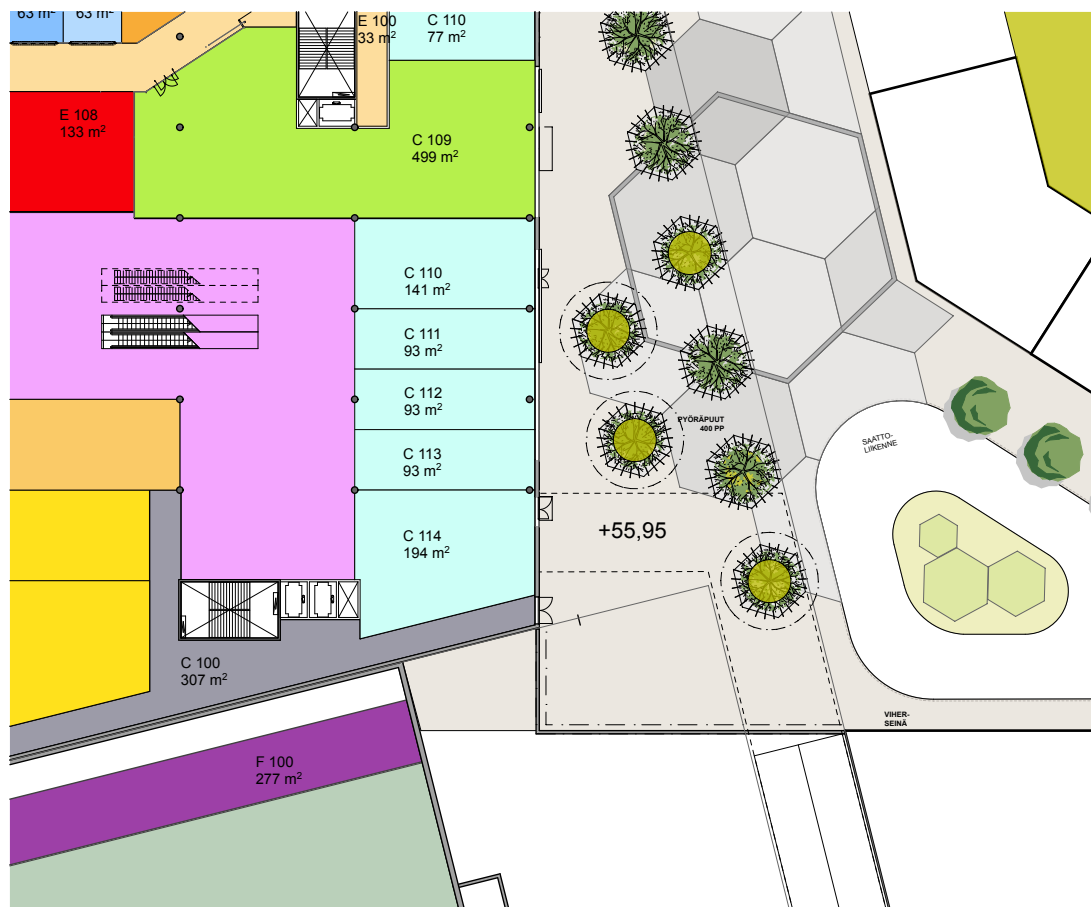 63 m²
63 m²
E 100
33 m²
C 110
77 m²
E 108
133 m²
C 109
499 m²
C 110
141 m²
C 111
93 m²
C 112
93 m²
PYÖRÄPUUT
400 PP
SAATTO-
LIIKENNE
C 113
93 m²
C 114
194 m²
+55,95
C 100
307 m²
VIHER-
SEINÄ
F 100
277 m²